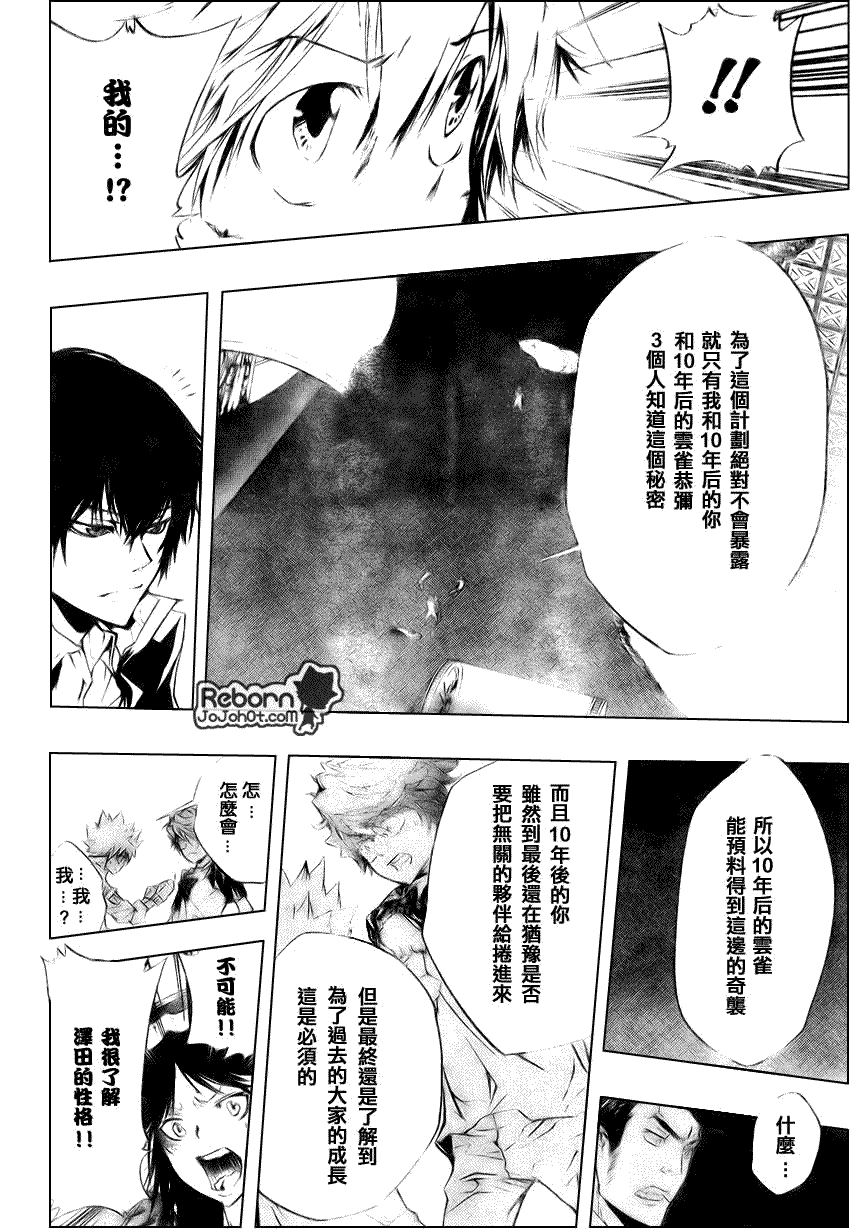 !!
我的…!?
為了這個計劃絕對不會暴露
就只有我和10年后的你
和10年后的雲雀恭彌
3個人知道這個秘密
Reborn
JoJohot.com
所以10年后的雲雀
能預料得到這邊的奇襲
什麼…
而且10年後的你
雖然到最後還在猶豫是否
要把無關的夥伴給捲進來
但是最終還是了解到
為了過去的大家的成長
這是必須的
怎…
怎麼會…
…我…
我…?
不可能!!
我很了解
澤田的性格!!